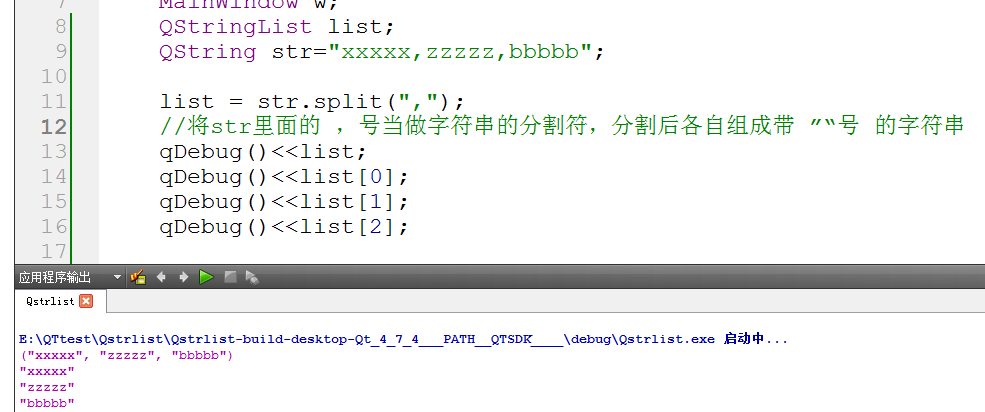 7 MainWindow w;
8 QStringList list;
9 QString str="xxxxx,zzzzz,bbbbb";
10
11 list = str.split(",");
12 //将str里面的 ，号当做字符串的分割符，分割后各自组成带 ”“号 的字符串
13 qDebug()<<list;
14 qDebug()<<list[0];
15 qDebug()<<list[1];
16 qDebug()<<list[2];
17
应用程序输出
Qstrlist
E:\QTtest\Qstrlist\Qstrlist-build-desktop-Qt_4_7_4___PATH__QTSDK____\debug\Qstrlist.exe 启动中...
("xxxxx", "zzzzz", "bbbbb")
"xxxxx"
"zzzzz"
"bbbbb"